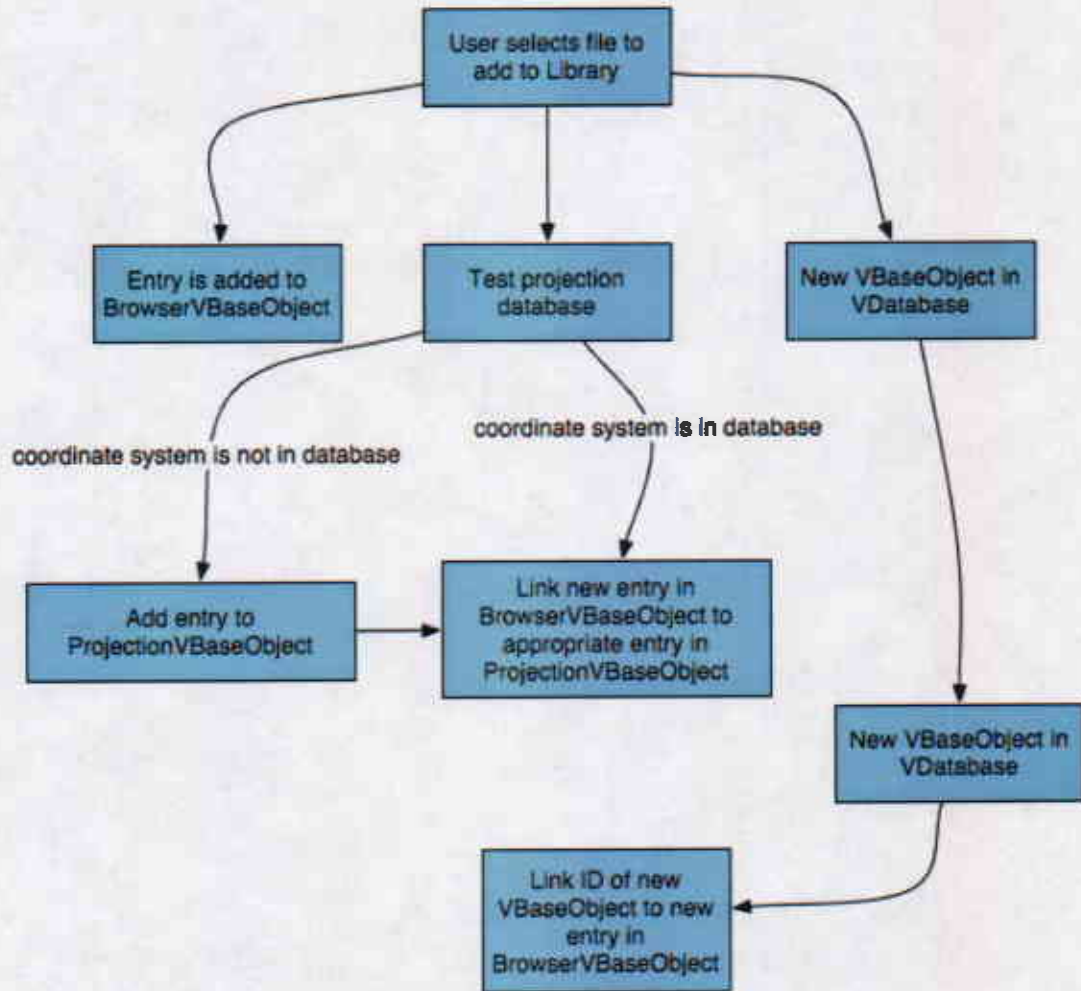 User selects file to
add to Library
Entry is added to
BrowserVBaseObject
Test projection
database
New VBaseObject in
VDatabase
coordinate system is not in database
coordinate system is in database
Add entry to
ProjectionVBaseObject
Link new entry in
BrowserVBaseObject to
appropriate entry in
ProjectionVBaseObject
New VBaseObject in
VDatabase
Link ID of new
VBaseObject to new
entry in
BrowserVBaseObject